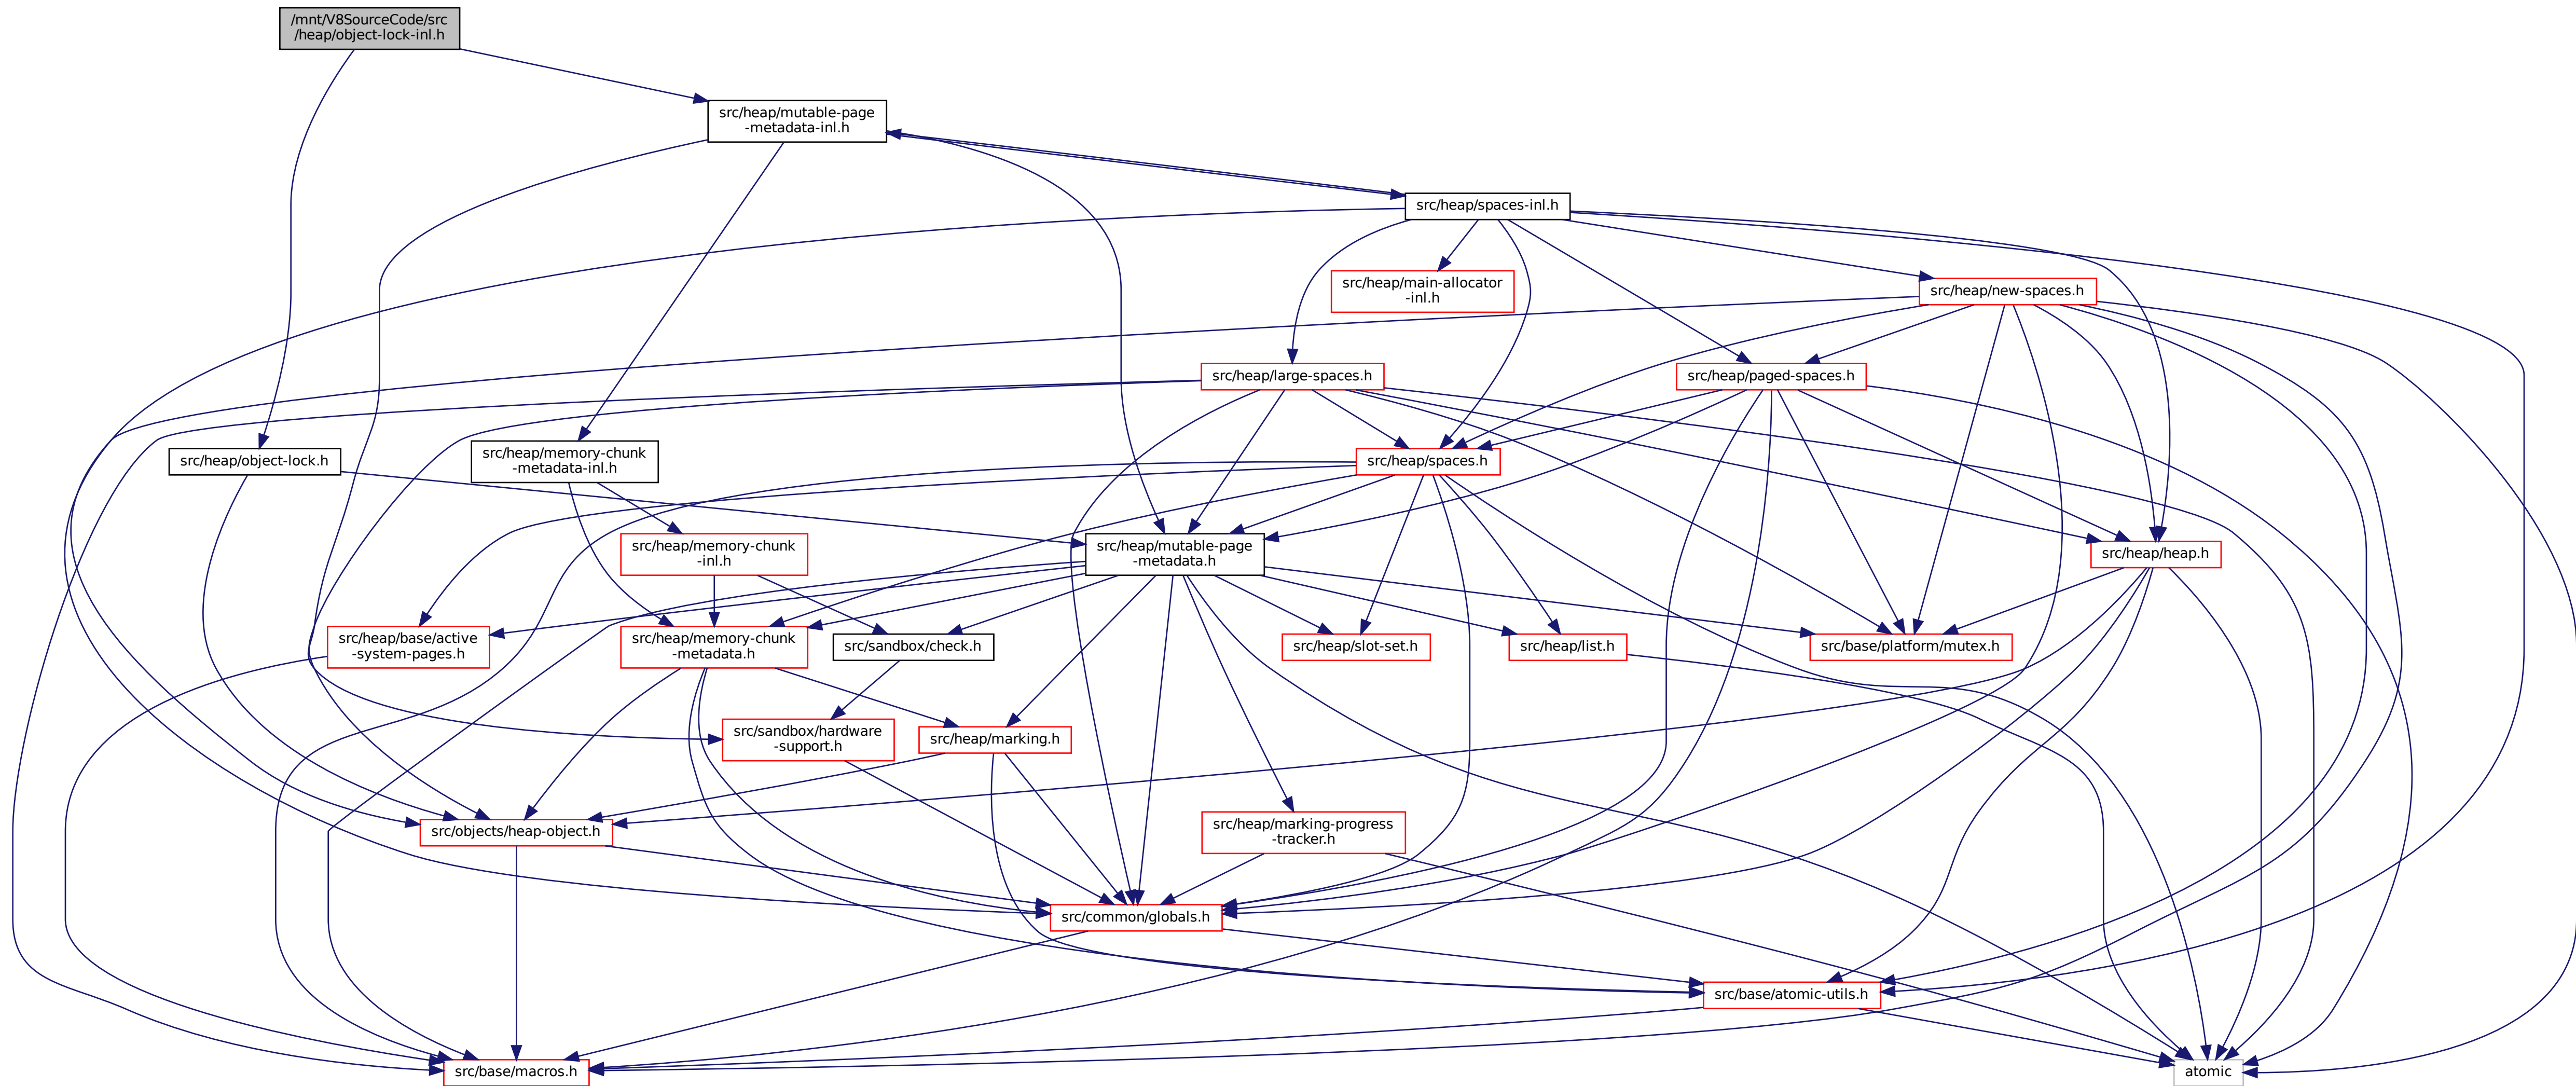 /mnt/V8SourceCode/src
/heap/object-lock-inl.h
src/heap/mutable-page
-metadata-inl.h
src/heap/spaces-inl.h
src/heap/main-allocator
-inl.h
src/heap/new-spaces.h
src/heap/large-spaces.h
src/heap/paged-spaces.h
src/heap/object-lock.h
src/heap/memory-chunk
-metadata-inl.h
src/heap/spaces.h
src/heap/memory-chunk
-inl.h
src/heap/mutable-page
-metadata.h
src/heap/heap.h
src/heap/base/active
-system-pages.h
src/heap/memory-chunk
-metadata.h
src/sandbox/check.h
src/heap/slot-set.h
src/heap/list.h
src/base/platform/mutex.h
src/sandbox/hardware
-support.h
src/heap/marking.h
src/objects/heap-object.h
src/heap/marking-progress
-tracker.h
src/common/globals.h
src/base/atomic-utils.h
src/base/macros.h
atomic